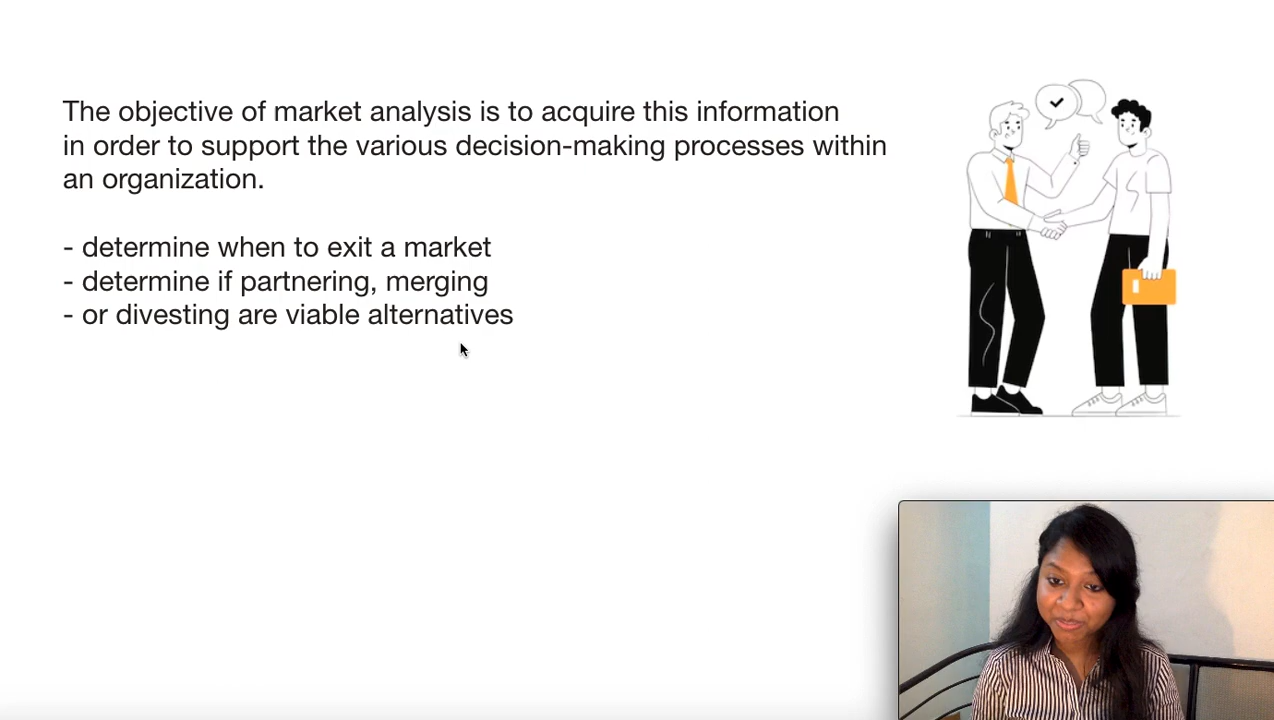 The objective of market analysis is to acquire this information
in order to support the various decision-making processes within
an organization.
- determine when to exit a market
- determine if partnering, merging
- or divesting are viable alternatives